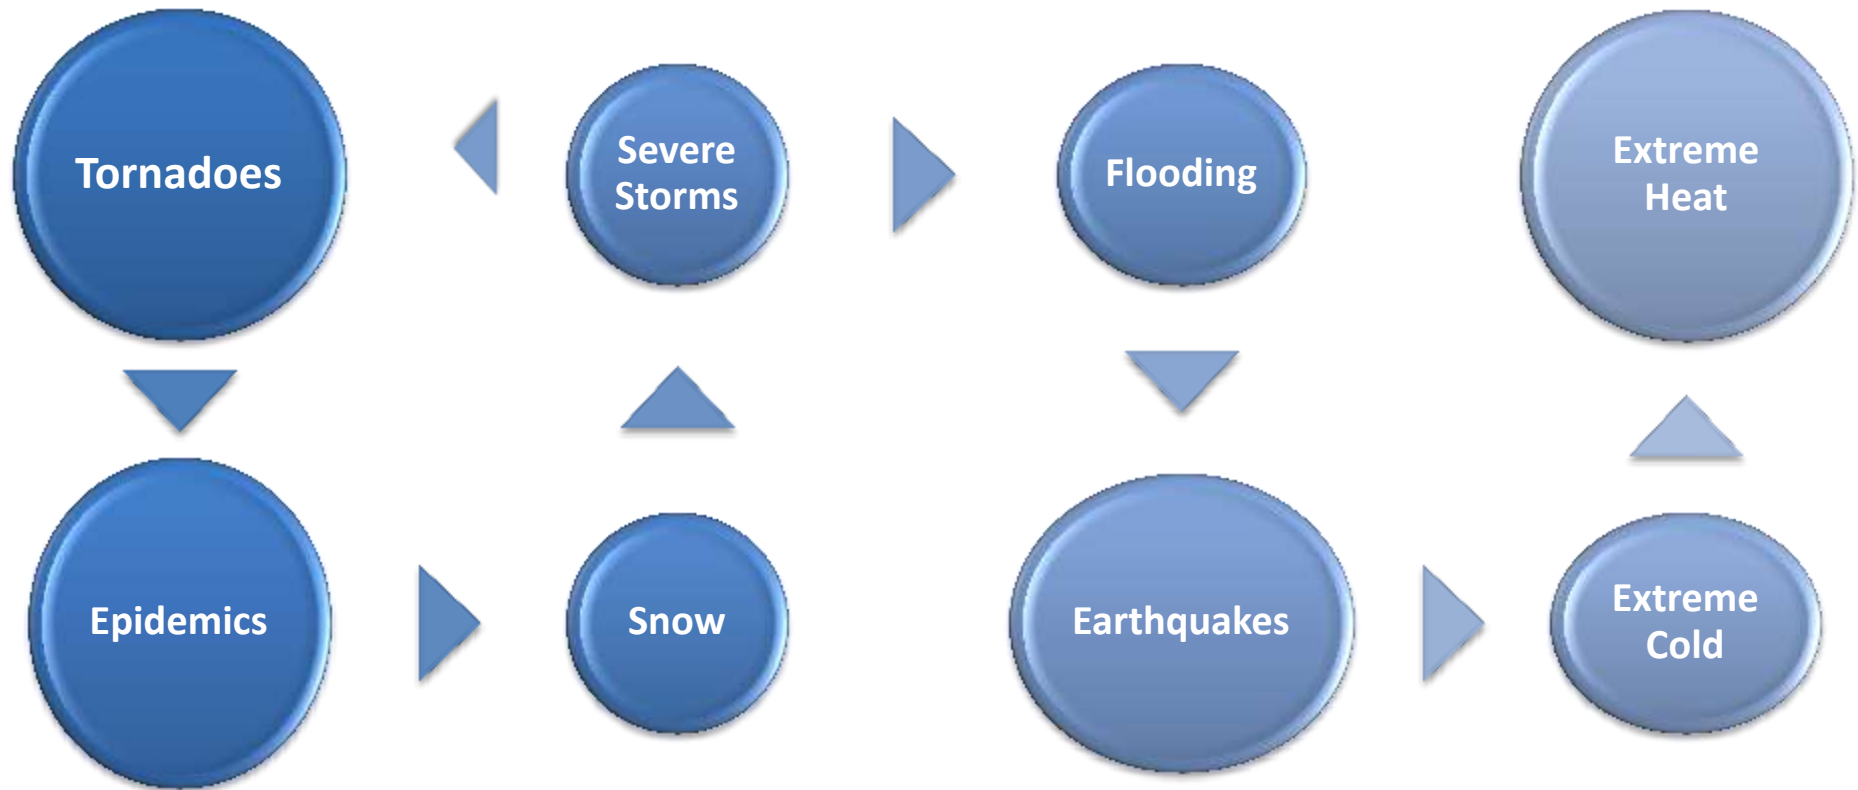 Tornadoes
Severe
Storms
Flooding
Extreme
Heat
Epidemics
Snow
Earthquakes
Extreme
Cold